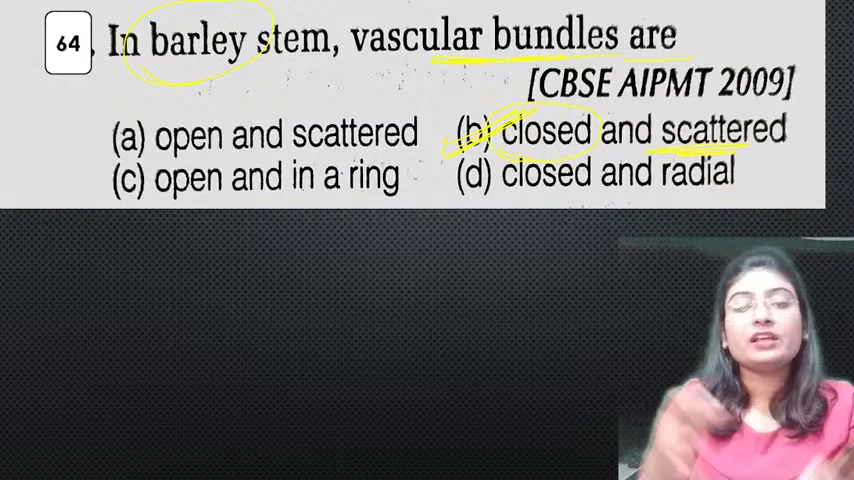 64. In barley stem, vascular bundles are
[CBSE AIPMT 2009]
(a) open and scattered (b) closed and scattered
(c) open and in a ring (d) closed and radial